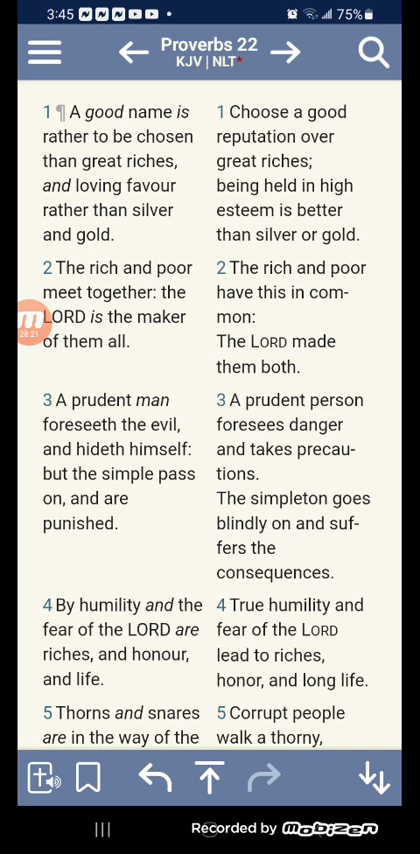 3:45
75%
Proverbs 22
KJV | NLT*
1 ¶ A good name is
rather to be chosen
than great riches,
and loving favour
rather than silver
and gold.
2 The rich and poor
meet together: the
LORD is the maker
of them all.
3 A prudent man
foreseeth the evil,
and hideth himself:
but the simple pass
on, and are
punished.
4 By humility and the
fear of the LORD are
riches, and honour,
and life.
5 Thorns and snares
are in the way of the
1 Choose a good
reputation over
great riches;
being held in high
esteem is better
than silver or gold.
2 The rich and poor
have this in com-
mon:
The LORD made
them both.
3 A prudent person
foresees danger
and takes precau-
tions.
The simpleton goes
blindly on and suf-
fers the
consequences.
4 True humility and
fear of the LORD
lead to riches,
honor, and long life.
5 Corrupt people
walk a thorny,
28:21
Recorded by Mobizen